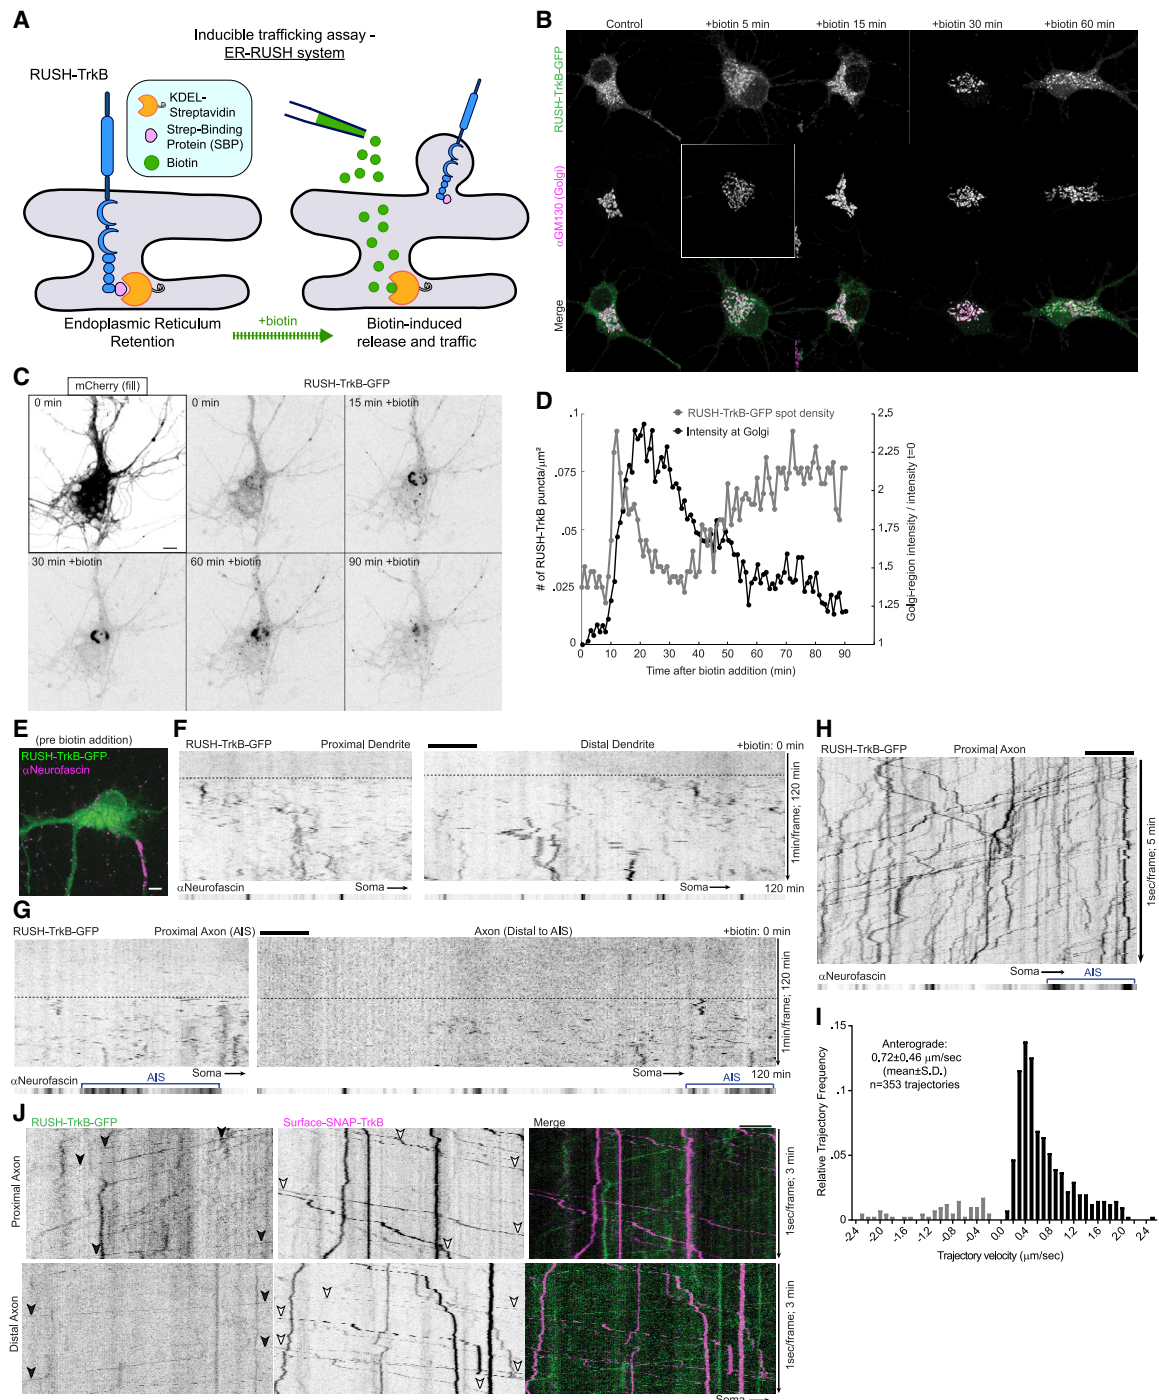 A
Inducible trafficking assay -
ER-RUSH system
RUSH-TrkB
KDEL-
Streptavidin
Strep-Binding
Protein (SBP)
Biotin
Endoplasmic Reticulum
Retention
+biotin
Biotin-induced
release and traffic
B
Control
+biotin 5 min
+biotin 15 min
+biotin 30 min
+biotin 60 min
RUSH-TrkB-GFP
αGM130 (Golgi)
Merge
C
mCherry (fill)
RUSH-TrkB-GFP
0 min
0 min
15 min +biotin
30 min +biotin
60 min +biotin
90 min +biotin
D
RUSH-TrkB-GFP spot density
Intensity at Golgi
# of RUSH-TrkB puncta/μm²
.1
.075
.05
.025
0
2.5
2.25
2
1.75
1.5
1.25
1
Golgi-region intensity / intensity t=0
0 10 20 30 40 50 60 70 80 90
Time after biotin addition (min)
E
(pre biotin addition)
RUSH-TrkB-GFP
αNeurofascin
F
RUSH-TrkB-GFP
Proximal Dendrite
Distal Dendrite
+biotin: 0 min
1min/frame; 120 min
αNeurofascin
Soma
Soma
120 min
G
RUSH-TrkB-GFP
Proximal Axon (AIS)
Axon (Distal to AIS)
+biotin: 0 min
1min/frame; 120 min
Soma
Soma
120 min
αNeurofascin
AIS
AIS
H
RUSH-TrkB-GFP
Proximal Axon
1sec/frame; 5 min
αNeurofascin
Soma
AIS
I
Anterograde:
0.72±0.46 μm/sec
(mean±S.D.)
n=353 trajectories
Relative Trajectory Frequency
.15
.1
.05
0
-2.4 -2.0 -1.6 -1.2 -0.8 -0.4 0.0 0.4 0.8 1.2 1.6 2.0 2.4
Trajectory velocity (μm/sec)
J
RUSH-TrkB-GFP
Surface-SNAP-TrkB
Merge
Proximal Axon
1sec/frame; 3 min
Distal Axon
1sec/frame; 3 min
Soma